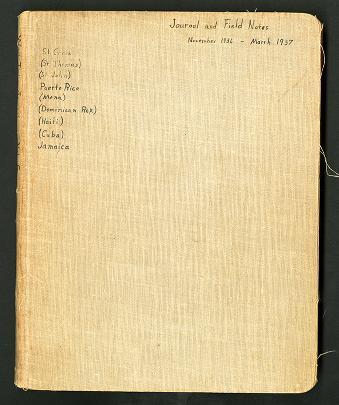 Journal and Field Notes
November 1936 - March 1937
St. Croix
(St. Thomas)
(St. John)
Puerto Rico
(Mona)
(Dominican Rep.)
(Haiti)
(Cuba)
Jamaica